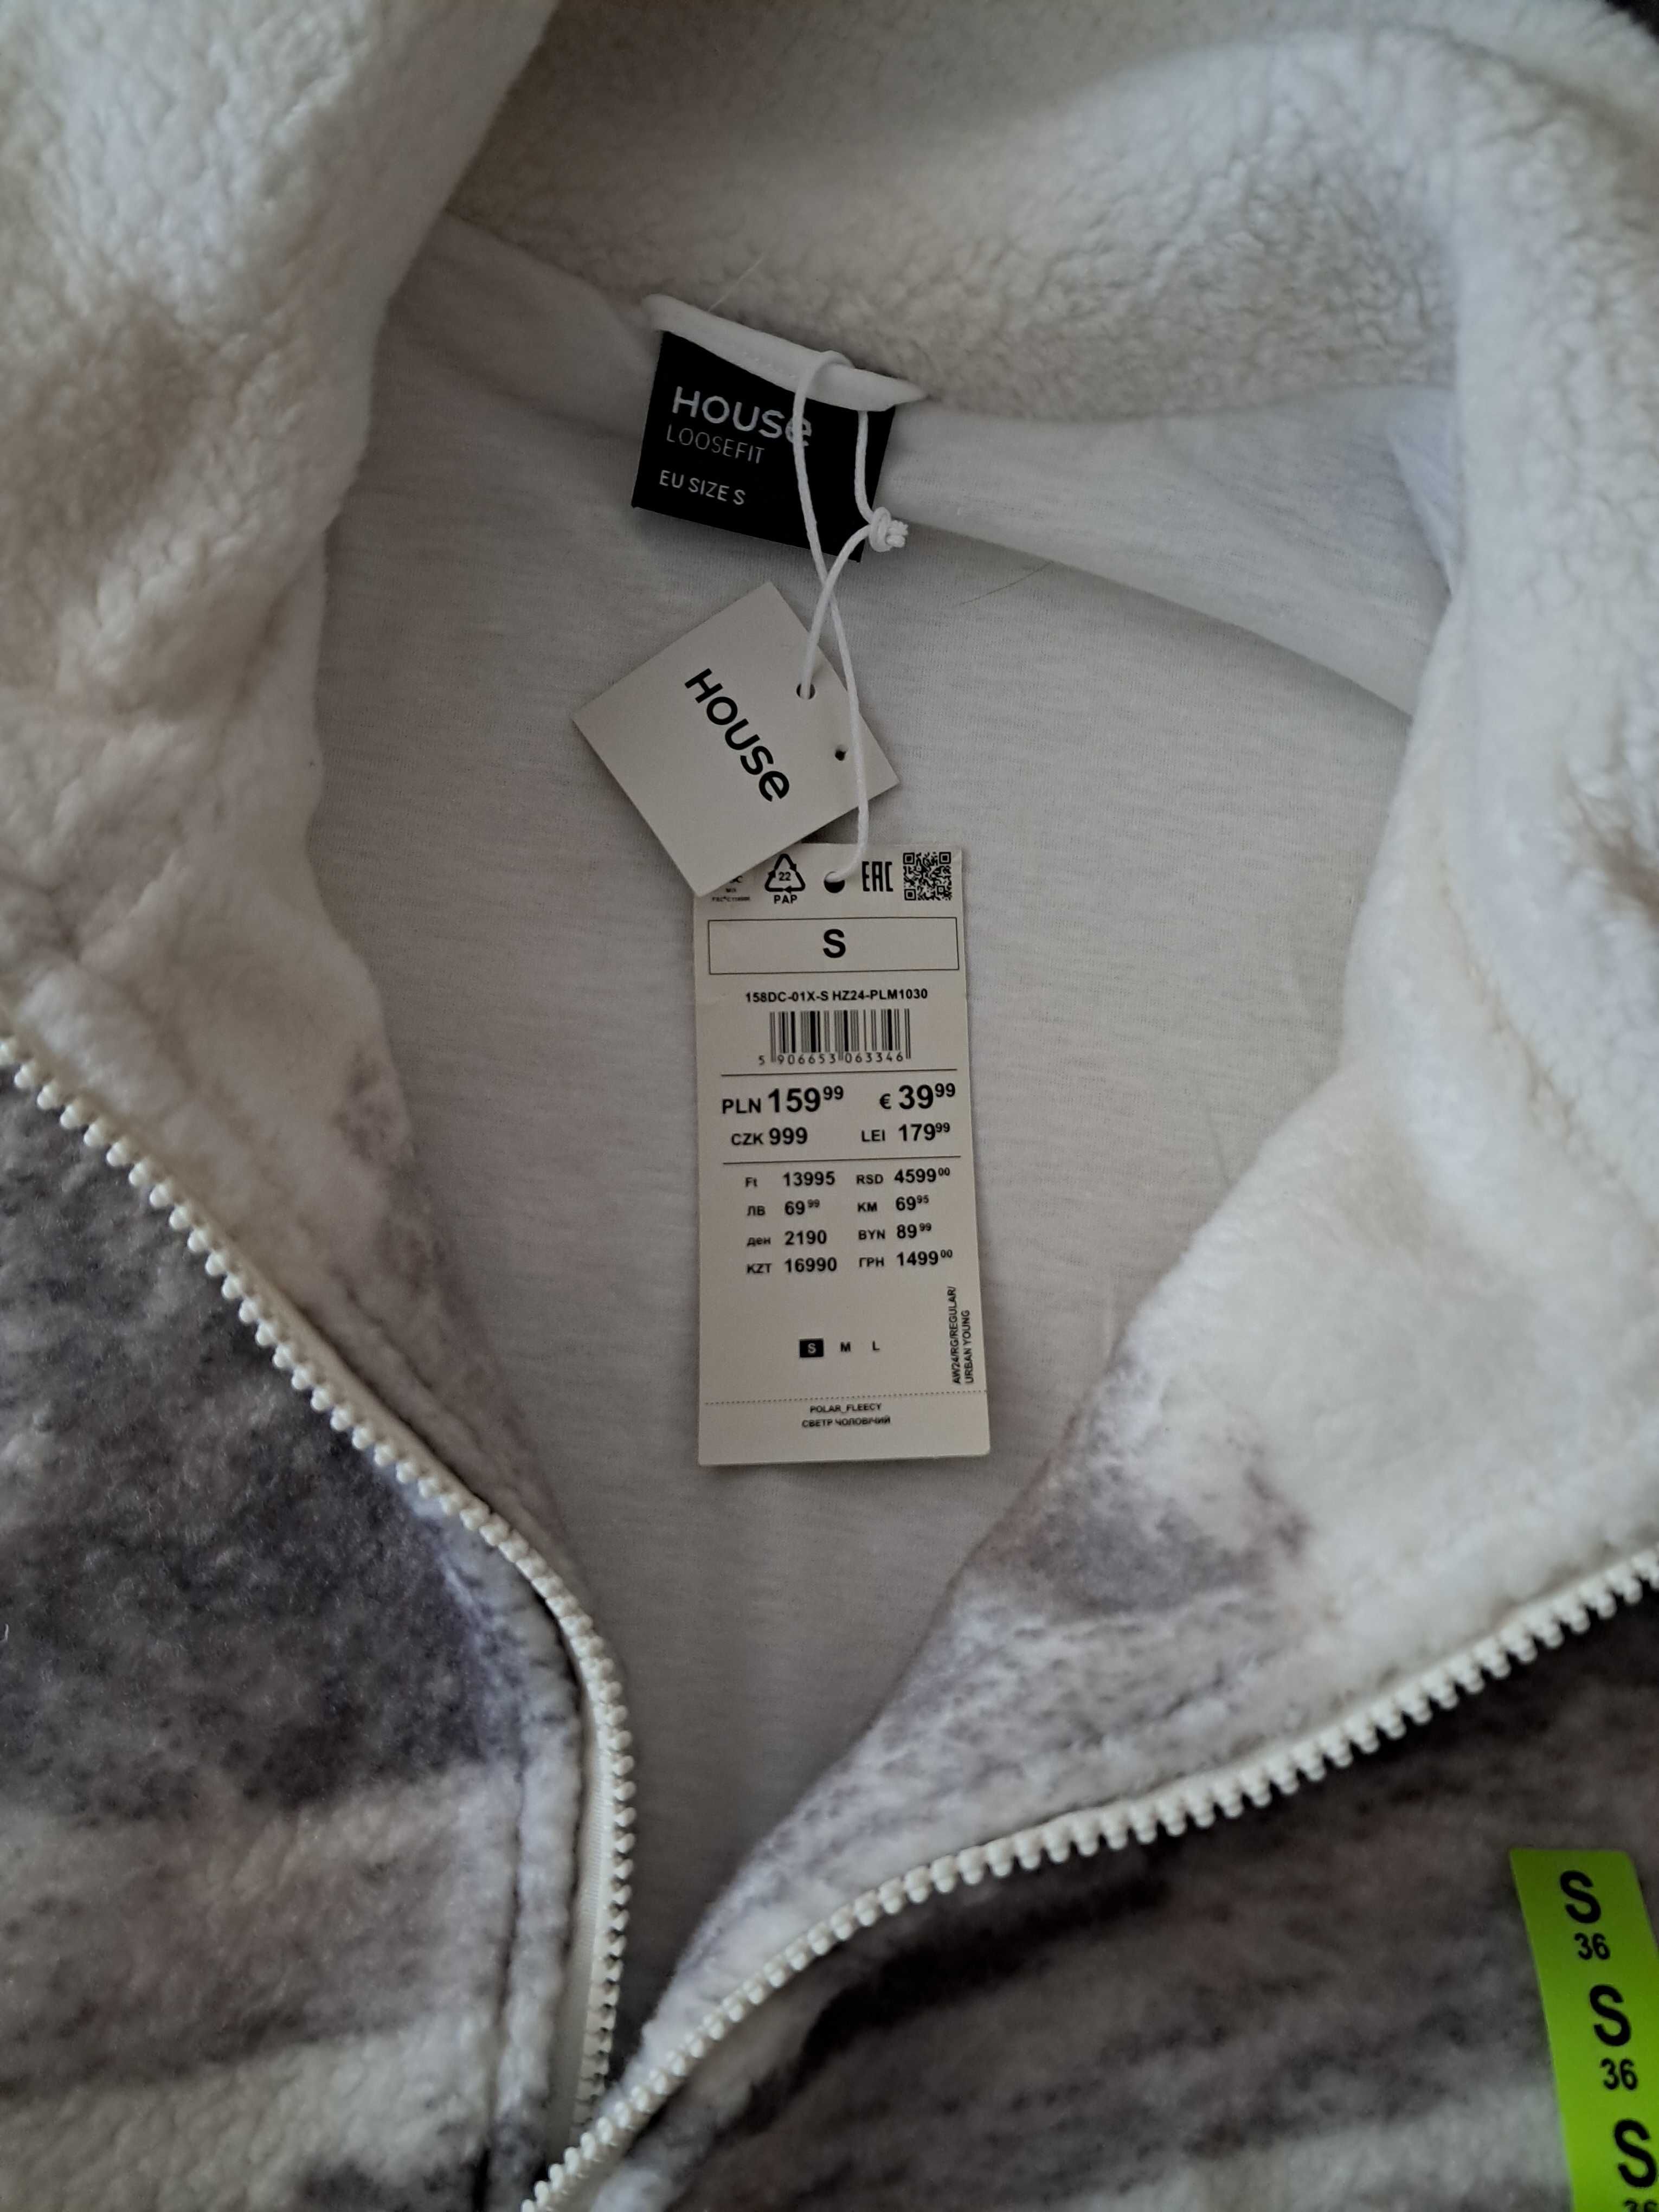 HOUSe
LOOSEFIT
EU SIZE S
HOUSe
22
PAP
EAC
S
158DC-01X-S HZ24-PLM1030
5 906653 063346
PLN 159 99 € 39 99
CZK 999 LEI 179 99
Ft 13995 RSD 4599 00
ЛВ 69 99 KM 69 95
ден 2190 BYN 89 99
KZT 16990 ГРН 1499 00
AW24/RG/REGULAR/
URBAN YOUNG
S M L
POLAR_FLEECY
СВЕТР ЧОЛОВІЧИЙ
S
36
S
36
S
36